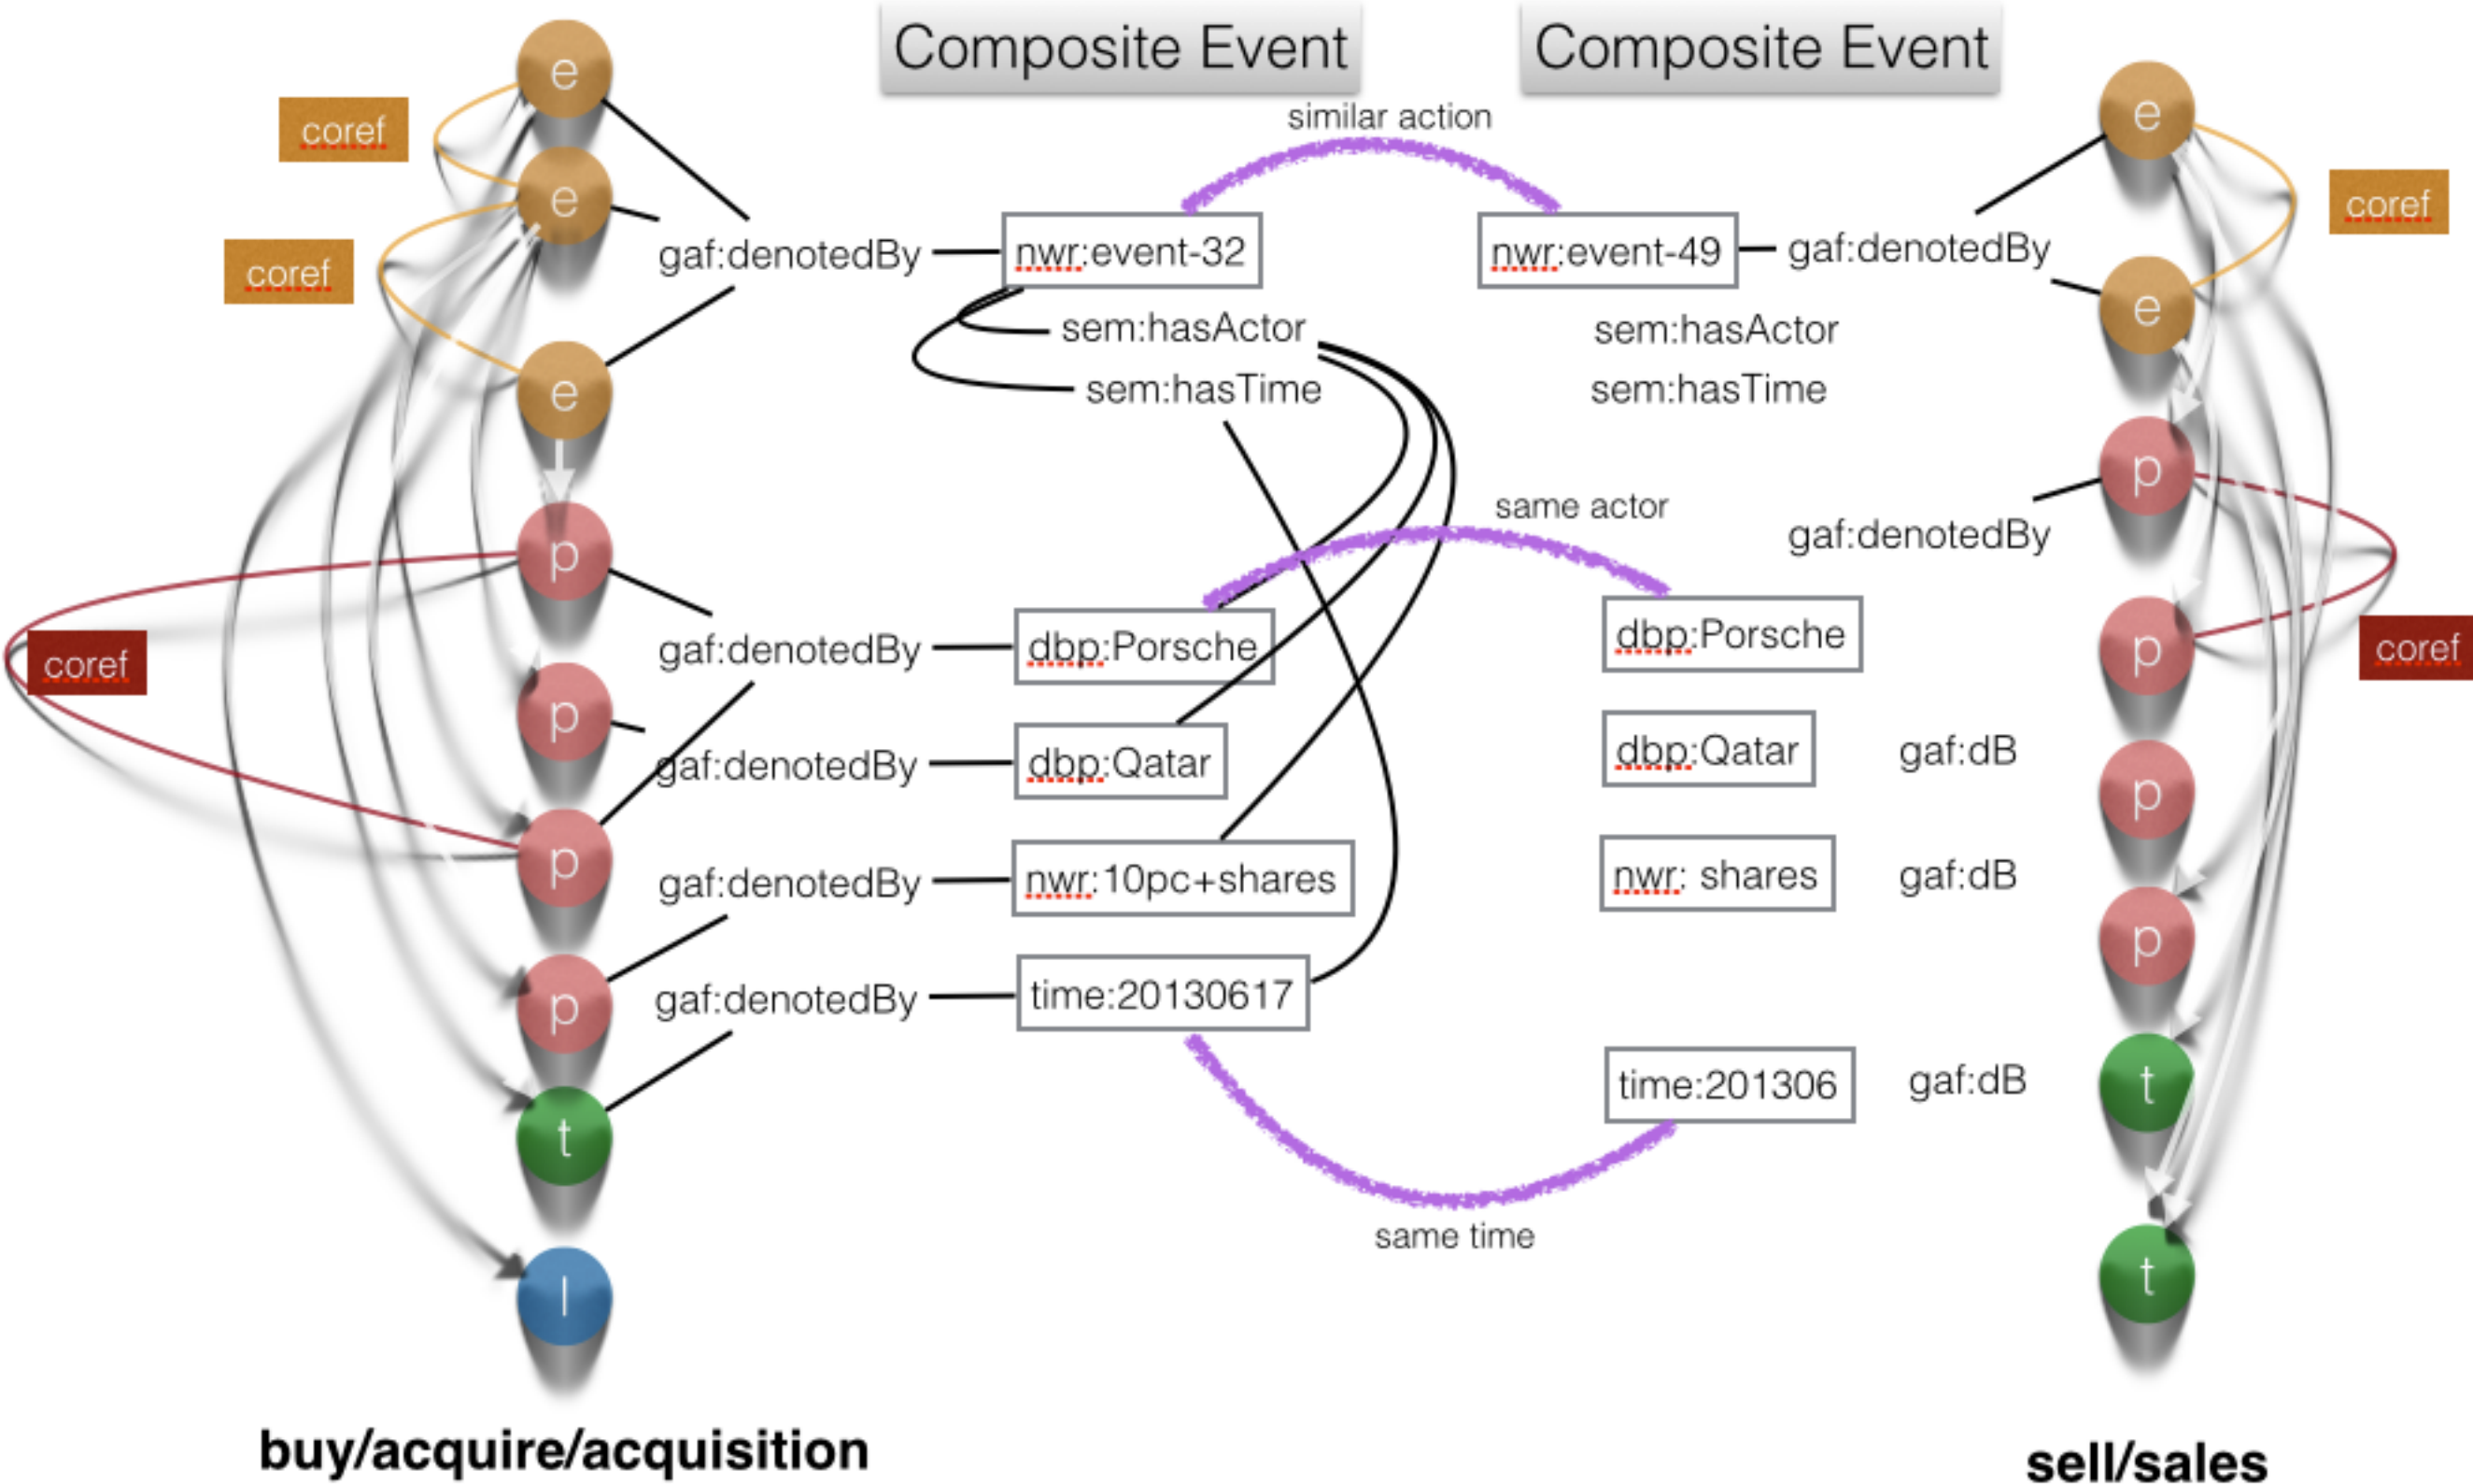 Composite Event
Composite Event
e
e
coref
similar action
e
e
coref
coref
nwr:event-32
nwr:event-49
gaf:denotedBy
gaf:denotedBy
e
sem:hasActor
sem:hasActor
e
sem:hasTime
sem:hasTime
p
same actor
p
gaf:denotedBy
coref
gaf:denotedBy
dbp:Porsche
dbp:Porsche
p
coref
p
gaf:denotedBy
dbp:Qatar
dbp:Qatar
gaf:dB
p
p
gaf:denotedBy
nwr:10pc+shares
nwr: shares
gaf:dB
p
p
gaf:denotedBy
time:20130617
time:201306
gaf:dB
t
t
same time
l
t
buy/acquire/acquisition
sell/sales